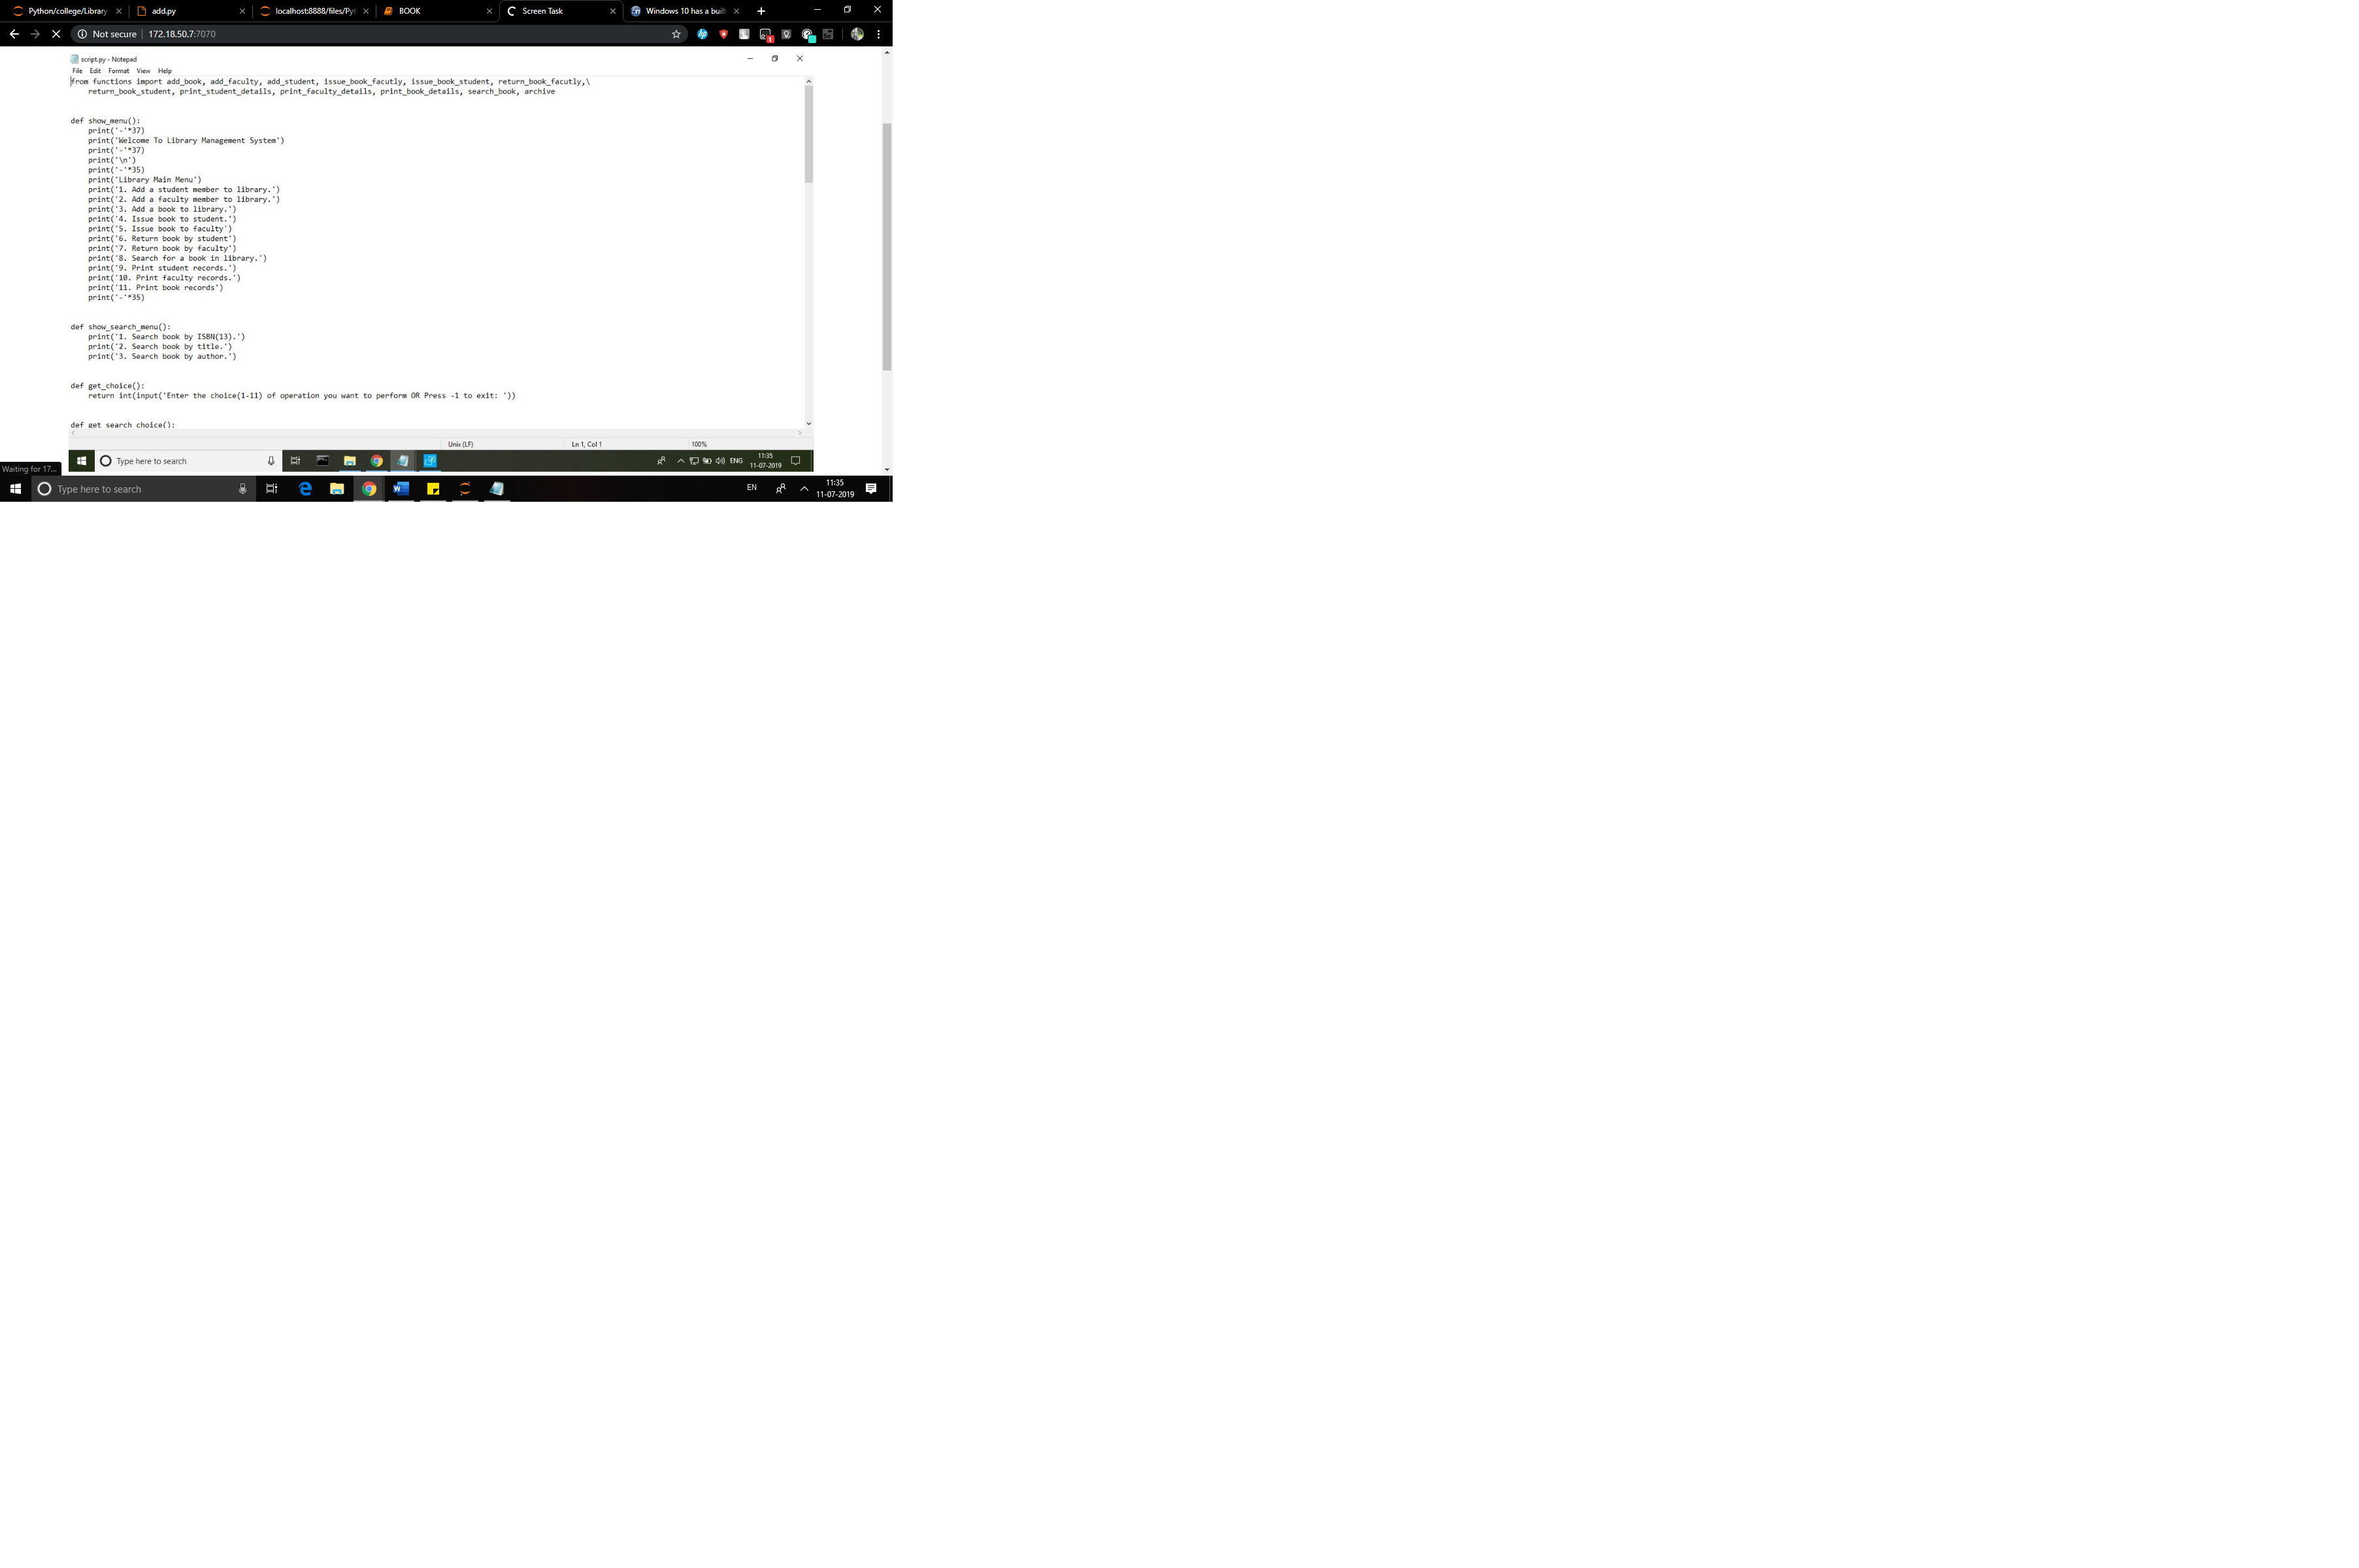 Python/college/Library
add.py
localhost:8888/files/Pyt
BOOK
Screen Task
Windows 10 has a buil
Not secure
172.18.50.7:7070
script.py - Notepad
File Edit Format View Help
from functions import add_book, add_faculty, add_student, issue_book_facutly, issue_book_student, return_book_facutly,\
    return_book_student, print_student_details, print_faculty_details, print_book_details, search_book, archive
def show_menu():
    print('-'*37)
    print('Welcome To Library Management System')
    print('-'*37)
    print('\n')
    print('-'*35)
    print('Library Main Menu')
    print('1. Add a student member to library.')
    print('2. Add a faculty member to library.')
    print('3. Add a book to library.')
    print('4. Issue book to student.')
    print('5. Issue book to faculty')
    print('6. Return book by student')
    print('7. Return book by faculty')
    print('8. Search for a book in library.')
    print('9. Print student records.')
    print('10. Print faculty records.')
    print('11. Print book records')
    print('-'*35)
def show_search_menu():
    print('1. Search book by ISBN(13).')
    print('2. Search book by title.')
    print('3. Search book by author.')
def get_choice():
    return int(input('Enter the choice(1-11) of operation you want to perform OR Press -1 to exit: '))
def get_search_choice():
Unix (LF)
Ln 1, Col 1
100%
Type here to search
ENG
11:35
11-07-2019
Waiting for 17...
Type here to search
EN
11:35
11-07-2019